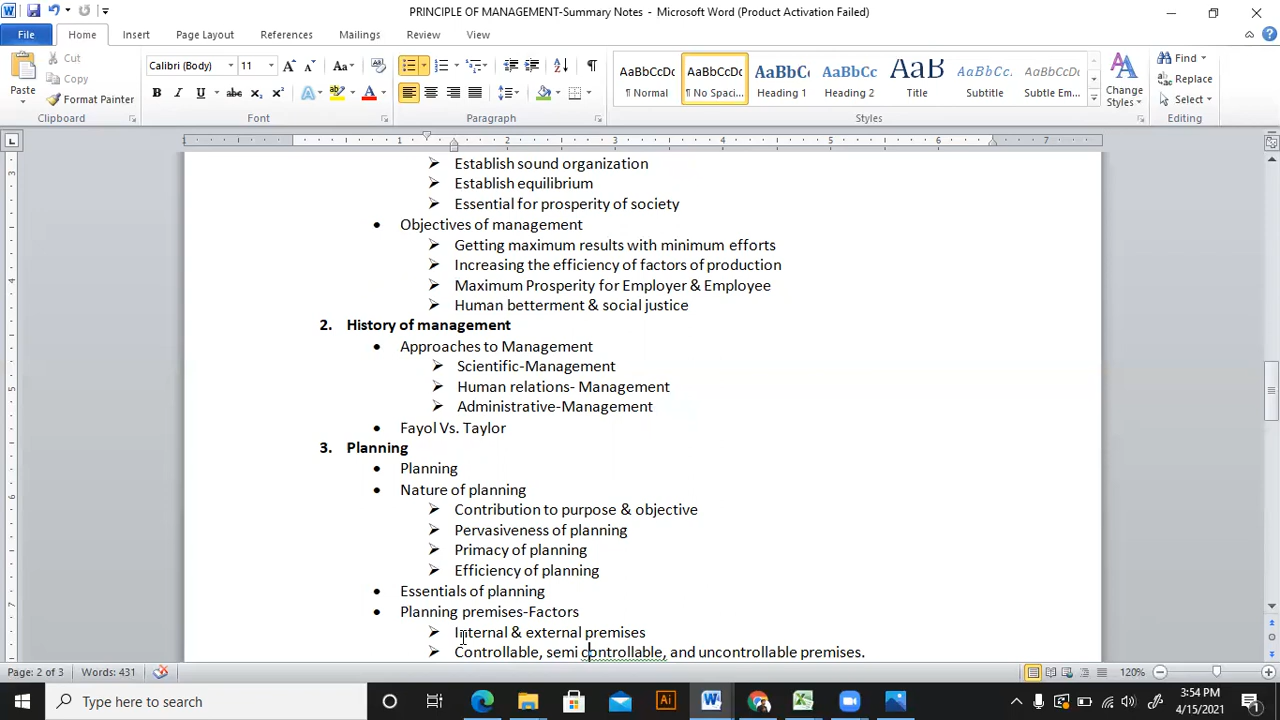 PRINCIPLE OF MANAGEMENT-Summary Notes - Microsoft Word (Product Activation Failed)
File Home Insert Page Layout References Mailings Review View
Cut
Copy
Format Painter
Paste
Clipboard
Calibri (Body) 11
Font
Paragraph
AaBbCcDc AaBbCcDc AaBbCc AaBbCc AaB AaBbCc. AaBbCcDc
¶ Normal ¶ No Spaci... Heading 1 Heading 2 Title Subtitle Subtle Em...
Change Styles
Styles
Find
Replace
Select
Editing
➢ Establish sound organization
➢ Establish equilibrium
➢ Essential for prosperity of society
• Objectives of management
➢ Getting maximum results with minimum efforts
➢ Increasing the efficiency of factors of production
➢ Maximum Prosperity for Employer & Employee
➢ Human betterment & social justice
2. History of management
• Approaches to Management
➢ Scientific-Management
➢ Human relations- Management
➢ Administrative-Management
• Fayol Vs. Taylor
3. Planning
• Planning
• Nature of planning
➢ Contribution to purpose & objective
➢ Pervasiveness of planning
➢ Primacy of planning
➢ Efficiency of planning
• Essentials of planning
• Planning premises-Factors
➢ Internal & external premises
➢ Controllable, semi controllable, and uncontrollable premises.
Page: 2 of 3 Words: 431 120%
Type here to search
3:54 PM
4/15/2021